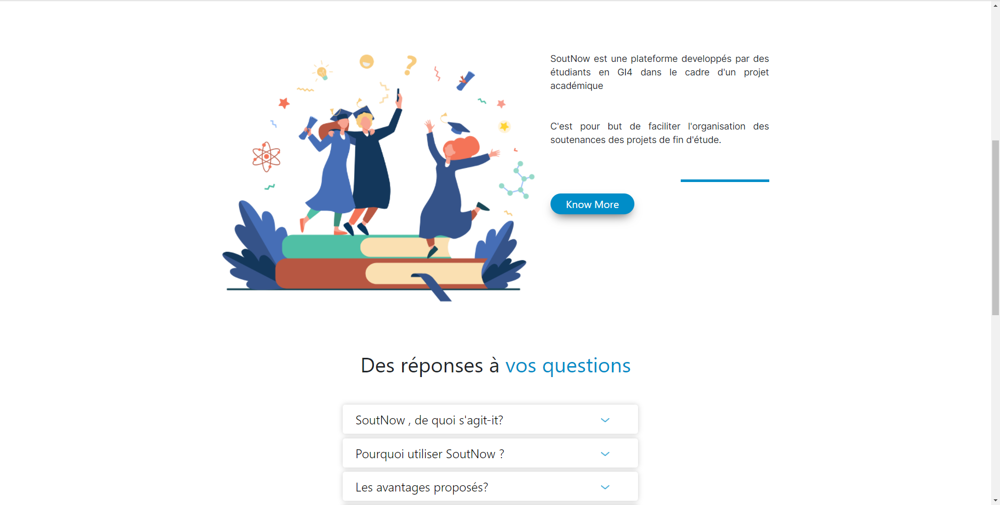 SoutNow est une plateforme developpés par des
étudiants en GI4 dans le cadre d'un projet
académique
C'est pour but de faciliter l'organisation des
soutenances des projets de fin d'étude.
Know More
Des réponses à vos questions
SoutNow , de quoi s'agit-it?
Pourquoi utiliser SoutNow ?
Les avantages proposés?